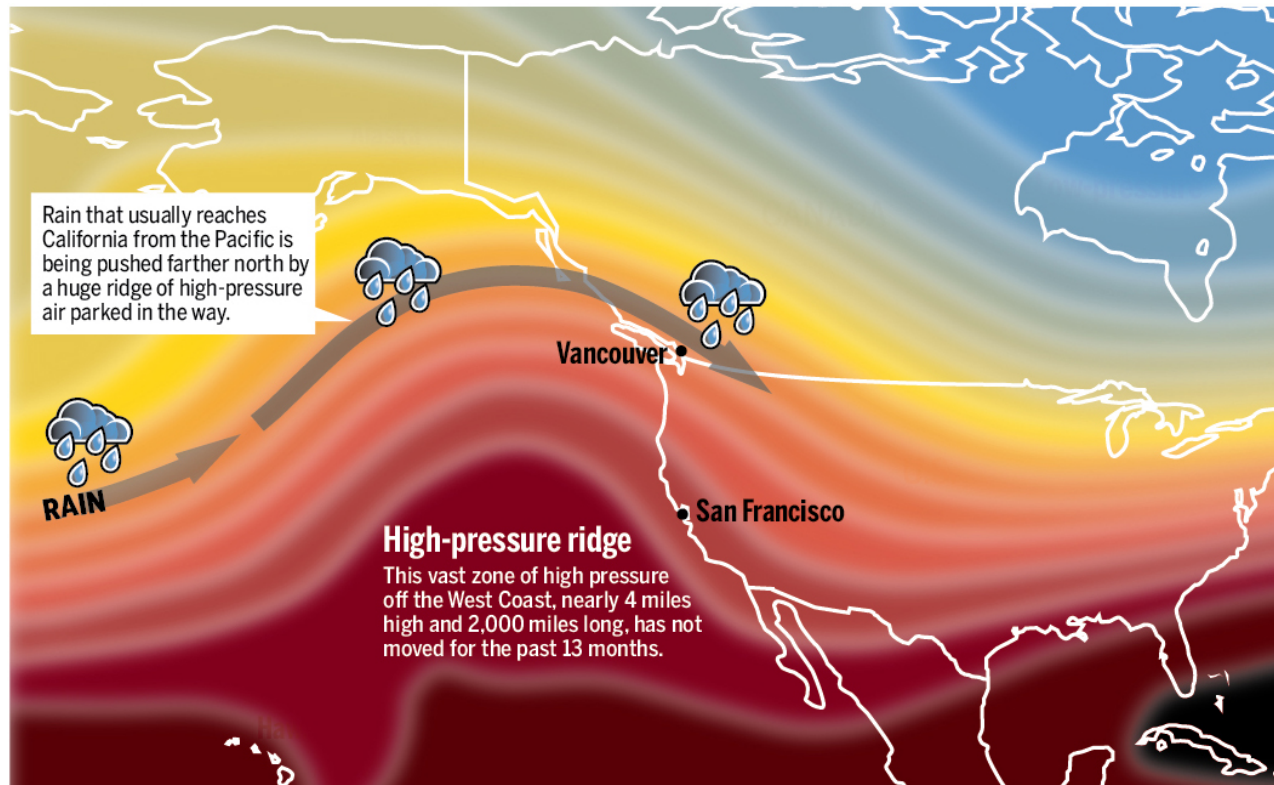 Rain that usually reaches
California from the Pacific is
being pushed farther north by
a huge ridge of high-pressure
air parked in the way.
Vancouver
RAIN
San Francisco
High-pressure ridge
This vast zone of high pressure
off the West Coast, nearly 4 miles
high and 2,000 miles long, has not
moved for the past 13 months.